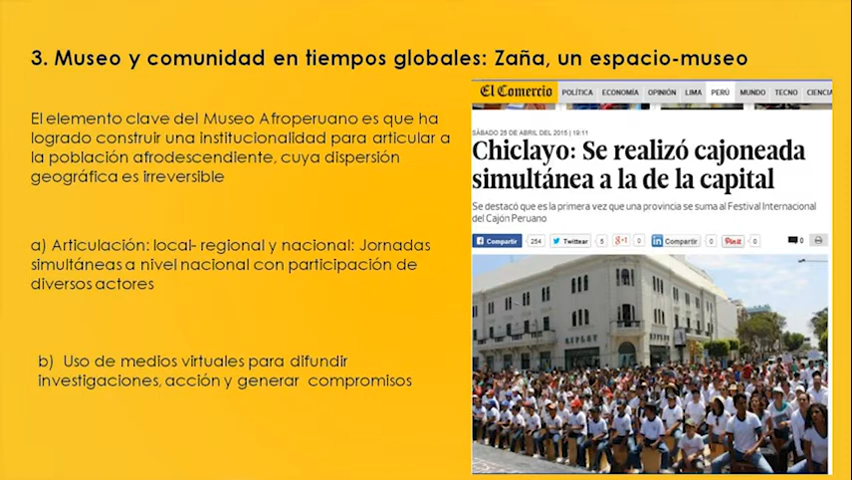 3. Museo y comunidad en tiempos globales: Zaña, un espacio-museo
El elemento clave del Museo Afroperuano es que ha
logrado construir una institucionalidad para articular a
la población afrodescendiente, cuya dispersión
geográfica es irreversible
a) Articulación: local- regional y nacional: Jornadas
simultáneas a nivel nacional con participación de
diversos actores
b) Uso de medios virtuales para difundir
investigaciones, acción y generar compromisos
El Comercio POLÍTICA ECONOMÍA OPINIÓN LIMA PERÚ MUNDO TECNO CIENCIA
SÁBADO 25 DE ABRIL DEL 2015 | 19:11
Chiclayo: Se realizó cajoneada
simultánea a la de la capital
Se destacó que es la primera vez que una provincia se suma al Festival Internacional
del Cajón Peruano
Compartir 254 Twittear 5 g+1 0 in Compartir 0 Pinit 0 0
RIPLEY